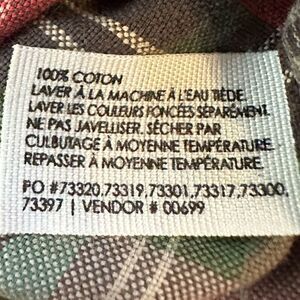 100% COTON
LAVER À LA MACHINE À L'EAU TIÈDE.
LAVER LES COULEURS FONCÉES SÉPARÉMENT.
NE PAS JAVELLISER. SÉCHER PAR
CULBUTAGE À MOYENNE TEMPÉRATURE.
REPASSER À MOYENNE TEMPÉRATURE.
PO #73320,73319,73301,73317,73300,
73397 | VENDOR # 00699